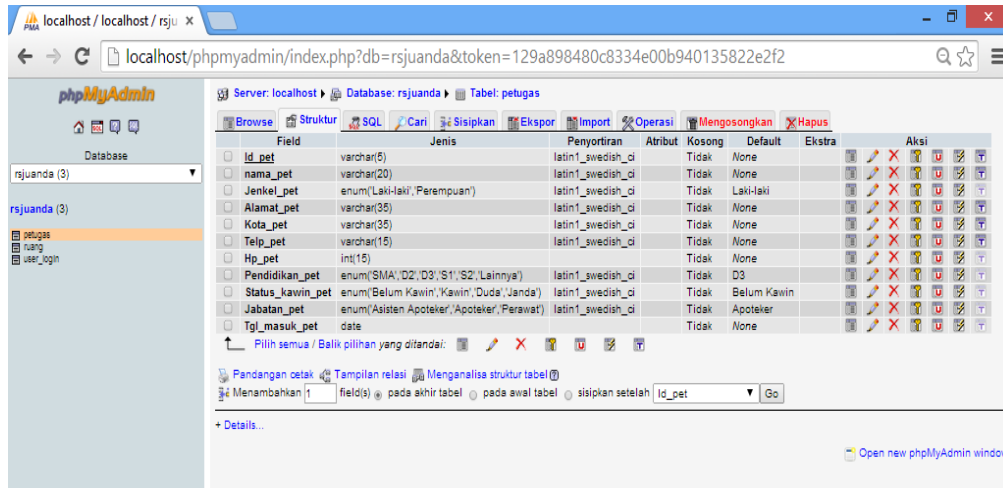 localhost / localhost / rsju
localhost/phpmyadmin/index.php?db=rsjuanda&token=129a898480c8334e00b940135822e2f2
phpMyAdmin
Database
rsjuanda (3)
rsjuanda (3)
petugas
ruang
user_login
Server: localhost Database: rsjuanda Tabel: petugas
Browse Struktur SQL Cari Sisipkan Ekspor Import Operasi Mengosongkan Hapus
Field Jenis Penyortiran Atribut Kosong Default Ekstra Aksi
Id_pet varchar(5) latin1_swedish_ci Tidak None
nama_pet varchar(20) latin1_swedish_ci Tidak None
Jenkel_pet enum('Laki-laki','Perempuan') latin1_swedish_ci Tidak Laki-laki
Alamat_pet varchar(35) latin1_swedish_ci Tidak None
Kota_pet varchar(35) latin1_swedish_ci Tidak None
Telp_pet varchar(15) latin1_swedish_ci Tidak None
Hp_pet int(15) Tidak None
Pendidikan_pet enum('SMA','D2','D3','S1','S2','Lainnya') latin1_swedish_ci Tidak D3
Status_kawin_pet enum('Belum Kawin','Kawin','Duda','Janda') latin1_swedish_ci Tidak Belum Kawin
Jabatan_pet enum('Asisten Apoteker','Apoteker','Perawat') latin1_swedish_ci Tidak Apoteker
Tgl_masuk_pet date Tidak None
Pilih semua / Balik pilihan yang ditandai:
Pandangan cetak Tampilan relasi Menganalisa struktur tabel
Menambahkan 1 field(s) pada akhir tabel pada awal tabel sisipkan setelah Id_pet Go
+ Details...
Open new phpMyAdmin window